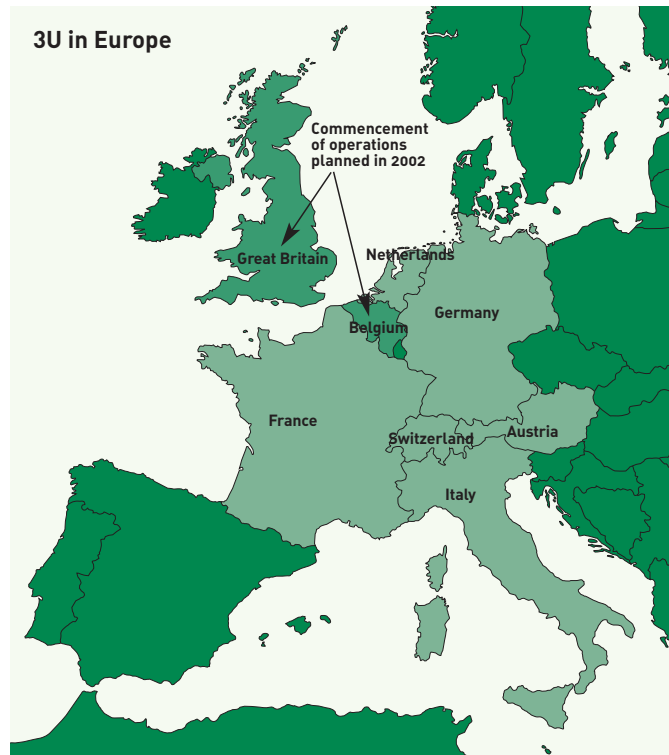 3U in Europe
Commencement
of operations
planned in 2002
Great Britain
Netherlands
Belgium
Germany
France
Switzerland
Austria
Italy